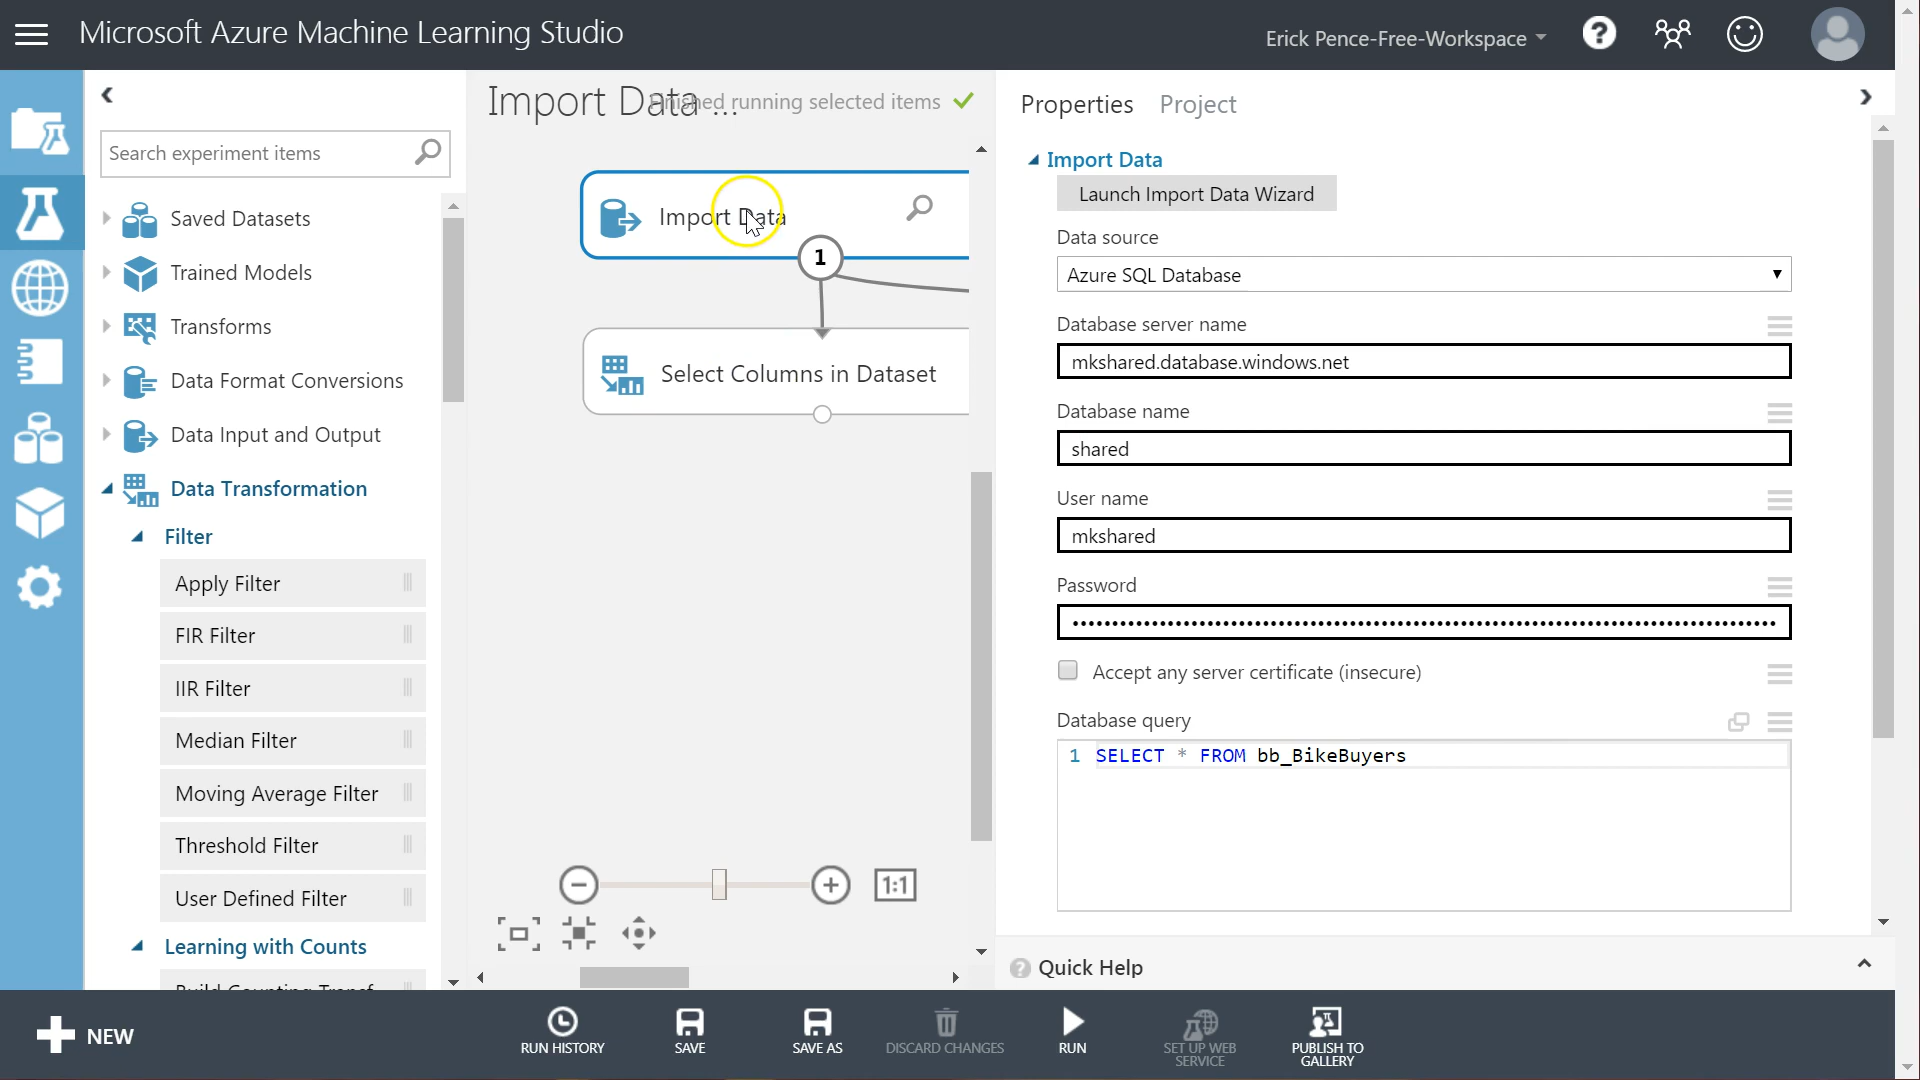 Microsoft Azure Machine Learning Studio
Erick Pence-Free-Workspace
Search experiment items
Saved Datasets
Trained Models
Transforms
Data Format Conversions
Data Input and Output
Data Transformation
Filter
Apply Filter
FIR Filter
IIR Filter
Median Filter
Moving Average Filter
Threshold Filter
User Defined Filter
Learning with Counts
Build Counting Transf
Import Data ...
Finished running selected items
Import Data
1
Select Columns in Dataset
1:1
Properties Project
Import Data
Launch Import Data Wizard
Data source
Azure SQL Database
Database server name
mkshared.database.windows.net
Database name
shared
User name
mkshared
Password
Accept any server certificate (insecure)
Database query
1 SELECT * FROM bb_BikeBuyers
Quick Help
NEW
RUN HISTORY
SAVE
SAVE AS
DISCARD CHANGES
RUN
SET UP WEB
SERVICE
PUBLISH TO
GALLERY